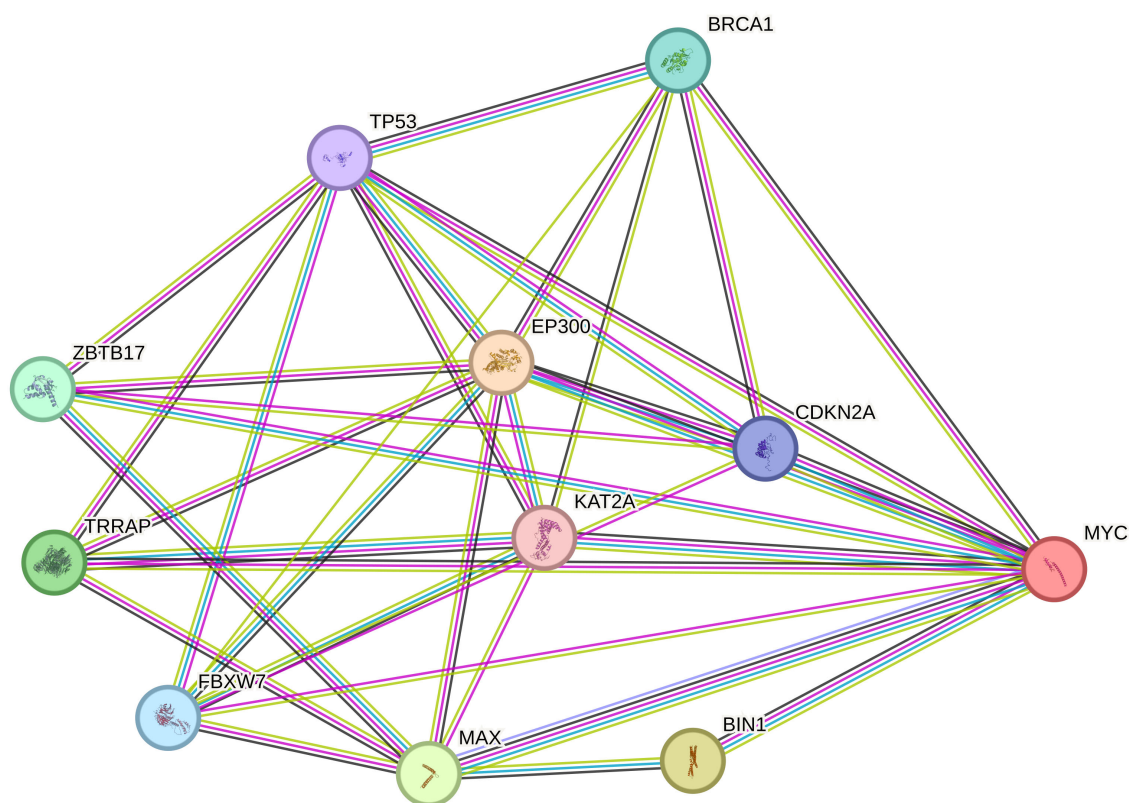 BRCA1
TP53
EP300
ZBTB17
CDKN2A
KAT2A
TRRAP
MYC
FBXW7
BIN1
MAX